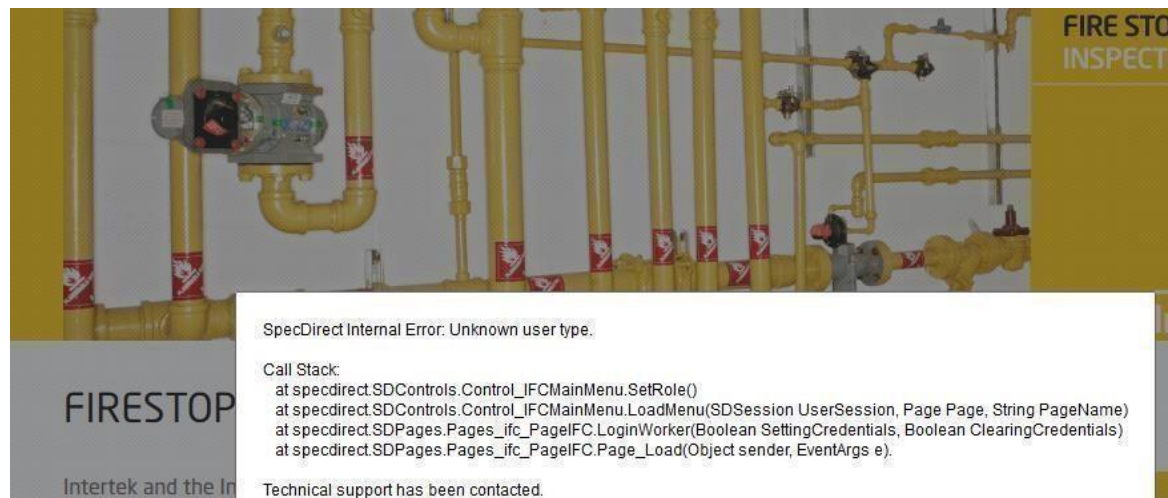 FIRE STO
INSPECT
SpecDirect Internal Error: Unknown user type.
Call Stack:
at specdirect.SDControls.Control_IFCMainMenu.SetRole()
at specdirect.SDControls.Control_IFCMainMenu.LoadMenu(SDSession UserSession, Page Page, String PageName)
at specdirect.SDPages.Pages_ifc_PageIFC.LoginWorker(Boolean SettingCredentials, Boolean ClearingCredentials)
at specdirect.SDPages.Pages_ifc_PageIFC.Page_Load(Object sender, EventArgs e).
FIRESTOP
Intertek and the In
Technical support has been contacted.